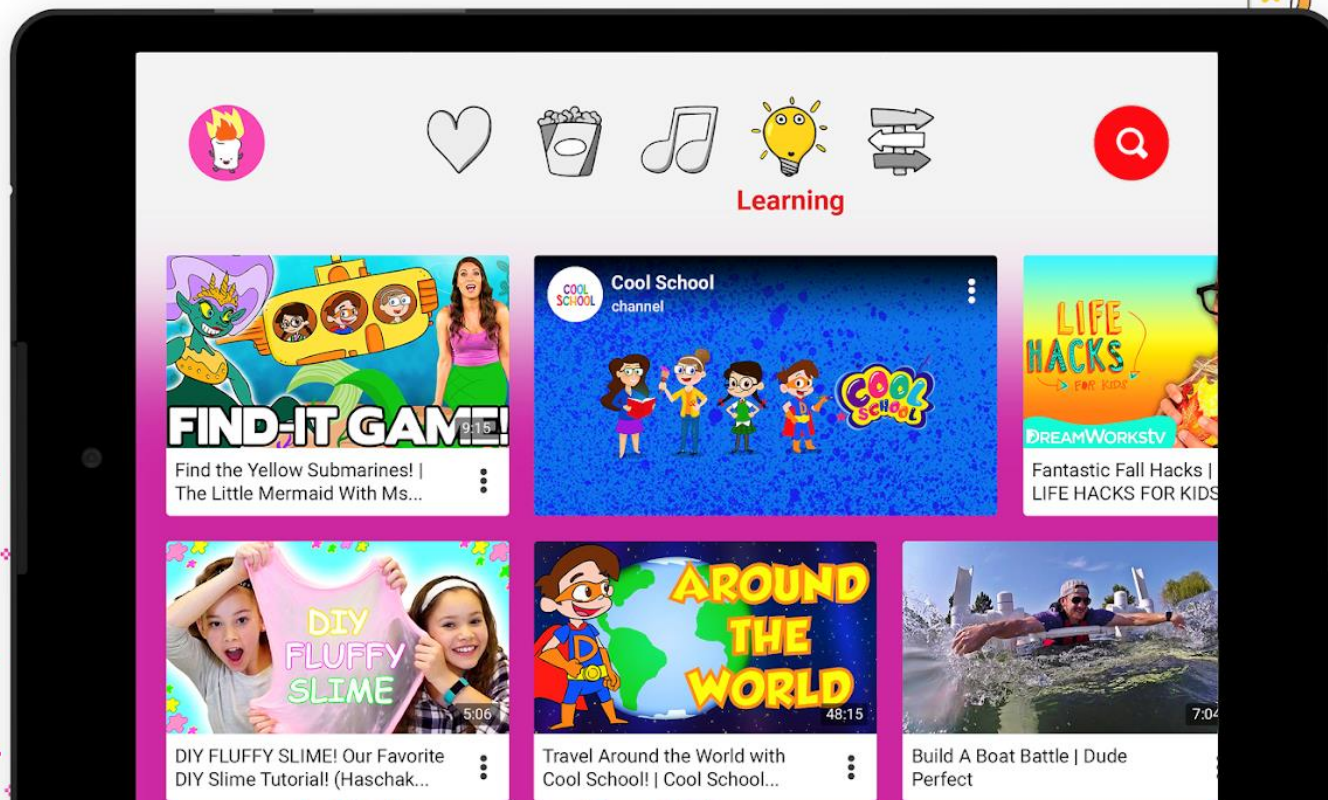 Learning
FIND-IT GAME!
9:15
Find the Yellow Submarines! |
The Little Mermaid With Ms...
COOL
SCHOOL
Cool School
channel
COOL
SCHOOL
LIFE
HACKS
FOR KIDS
DREAMWORKStv
Fantastic Fall Hacks |
LIFE HACKS FOR KIDS
DIY
FLUFFY
SLIME
5:06
DIY FLUFFY SLIME! Our Favorite
DIY Slime Tutorial! (Haschak...
D
AROUND
THE
WORLD
48:15
Travel Around the World with
Cool School! | Cool School...
7:04
Build A Boat Battle | Dude
Perfect